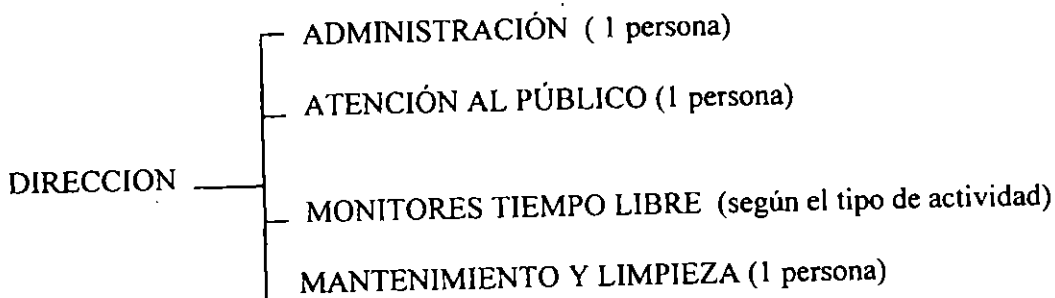 ADMINISTRACIÓN ( 1 persona)
ATENCIÓN AL PÚBLICO (1 persona)
DIRECCION
MONITORES TIEMPO LIBRE (según el tipo de actividad)
MANTENIMIENTO Y LIMPIEZA (1 persona)